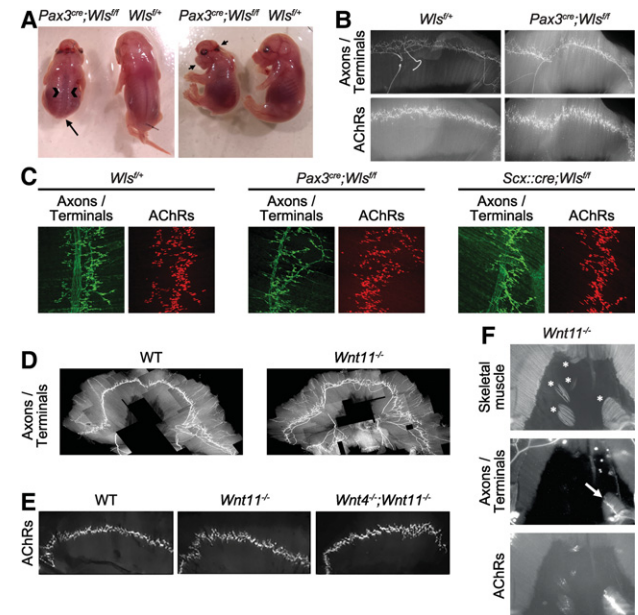 A
Pax3cre;Wlsf/f Wlsf/+
Pax3cre;Wlsf/f Wlsf/+
B
Wlsf/+
Pax3cre;Wlsf/f
Axons /
Terminals
AChRs
C
Wlsf/+
Pax3cre;Wlsf/f
Scx::cre;Wlsf/f
Axons /
Terminals
AChRs
Axons /
Terminals
AChRs
Axons /
Terminals
AChRs
D
WT
Wnt11-/-
Axons /
Terminals
E
WT
Wnt11-/-
Wnt4-/-;Wnt11-/-
AChRs
F
Wnt11-/-
Skeletal
muscle
Axons /
Terminals
AChRs